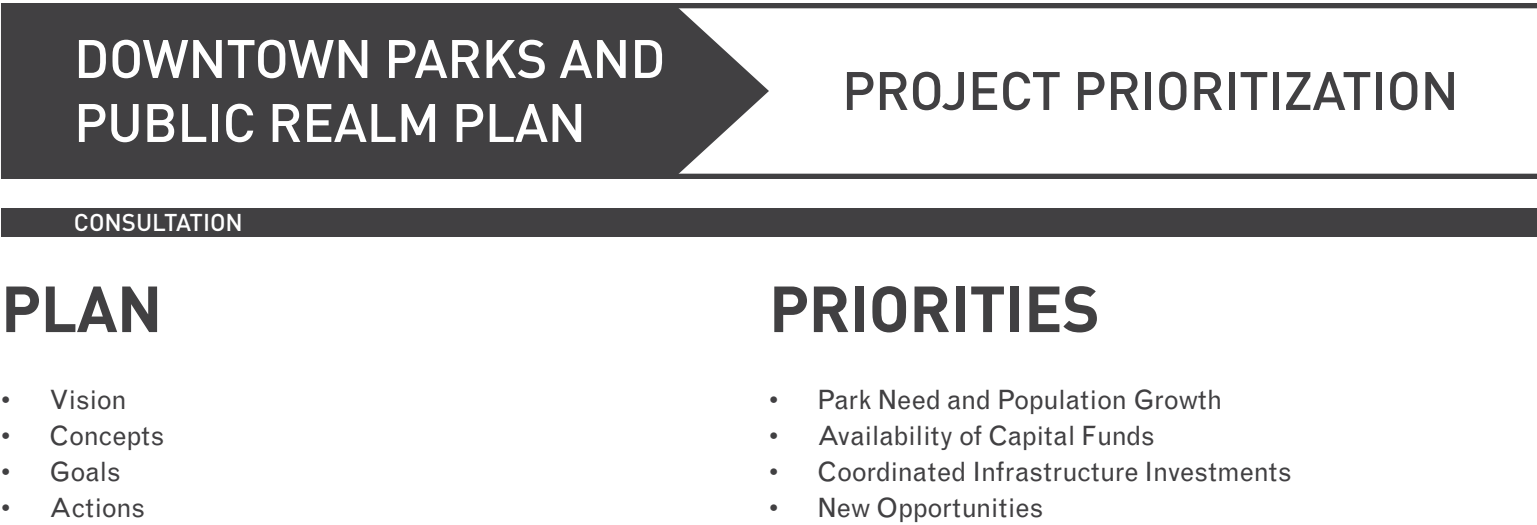 DOWNTOWN PARKS AND
PUBLIC REALM PLAN
PROJECT PRIORITIZATION
CONSULTATION
PLAN
• Vision
• Concepts
• Goals
• Actions
PRIORITIES
• Park Need and Population Growth
• Availability of Capital Funds
• Coordinated Infrastructure Investments
• New Opportunities